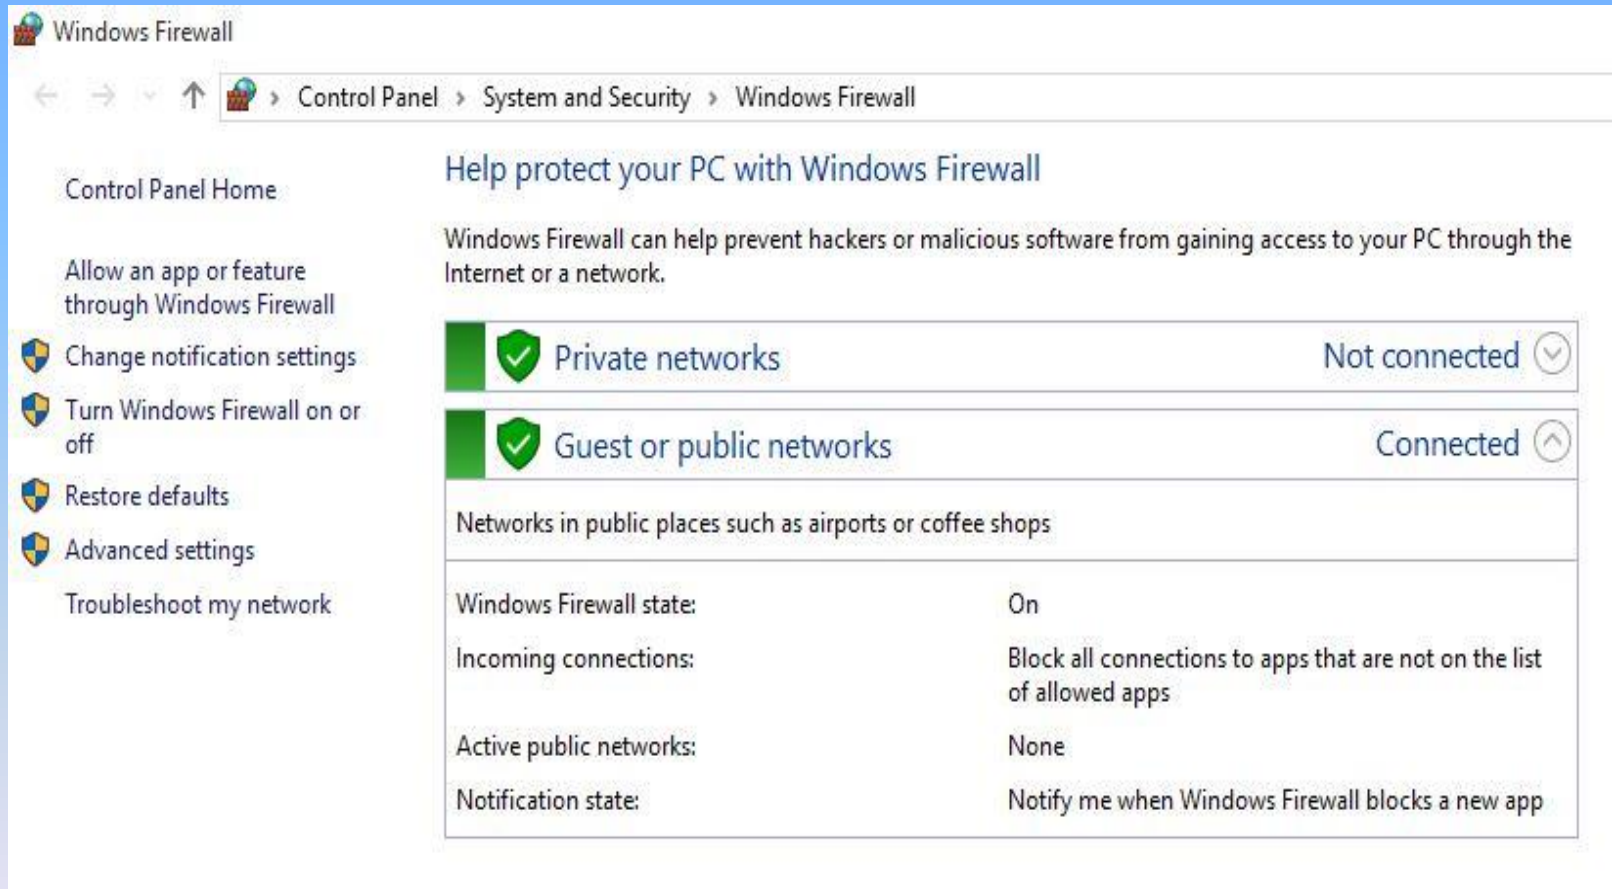 Windows Firewall
Control Panel > System and Security > Windows Firewall
Control Panel Home
Allow an app or feature
through Windows Firewall
Change notification settings
Turn Windows Firewall on or
off
Restore defaults
Advanced settings
Troubleshoot my network
Help protect your PC with Windows Firewall
Windows Firewall can help prevent hackers or malicious software from gaining access to your PC through the
Internet or a network.
Private networks Not connected
Guest or public networks Connected
Networks in public places such as airports or coffee shops
Windows Firewall state: On
Incoming connections: Block all connections to apps that are not on the list
of allowed apps
Active public networks: None
Notification state: Notify me when Windows Firewall blocks a new app